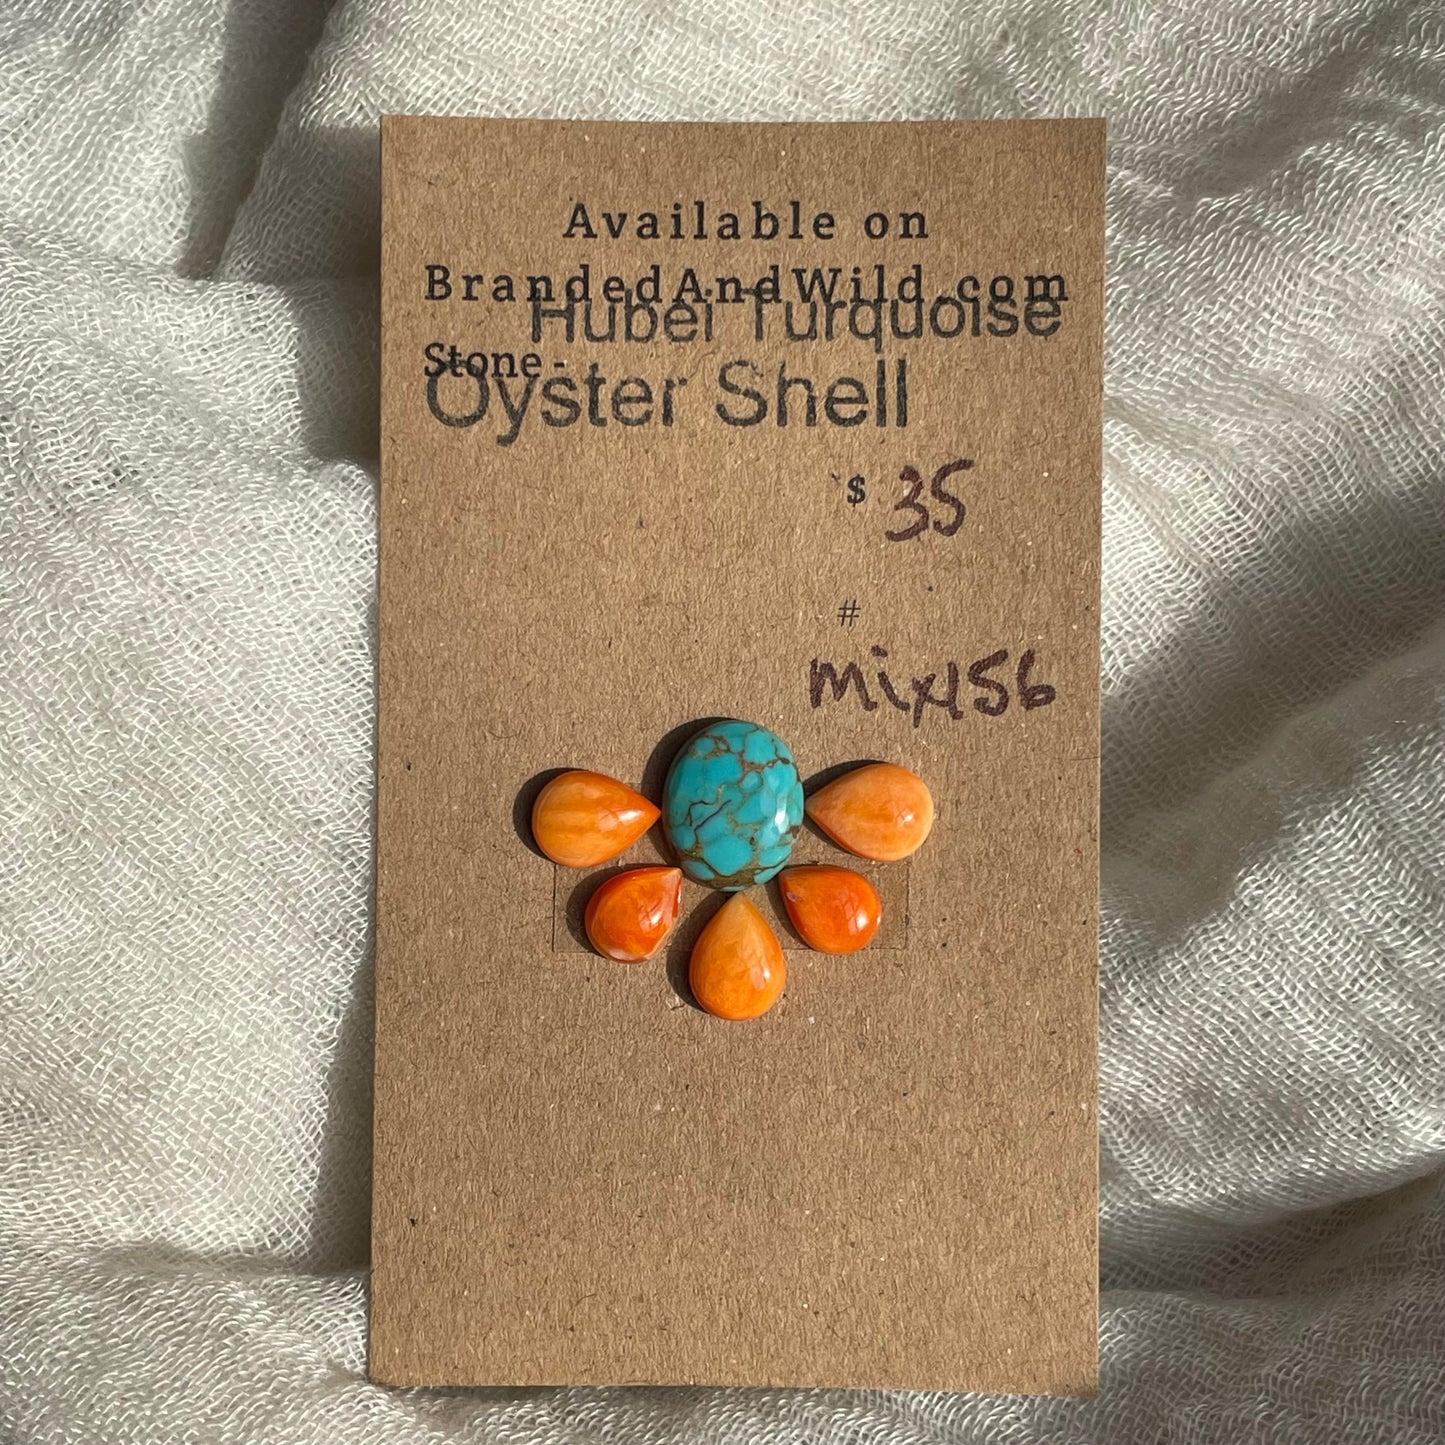 Available on
BrandedAndWild.com
Hubei Turquoise
Stone -
Oyster Shell
$ 35
#
Mix156